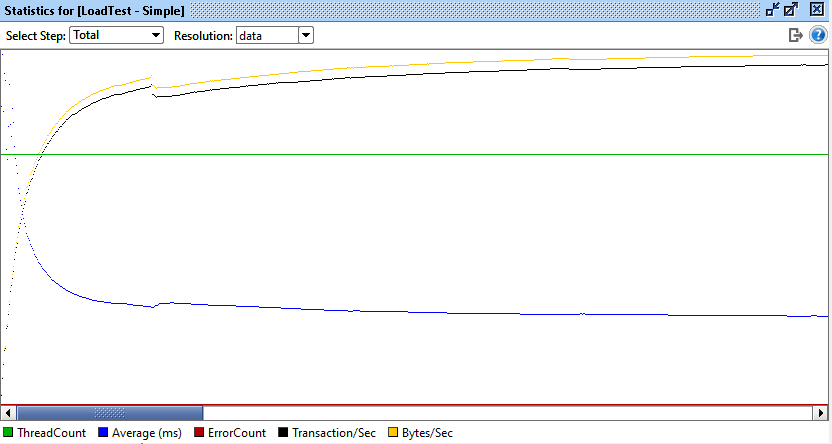 Statistics for [LoadTest - Simple]
Select Step: Total Resolution: data
ThreadCount Average (ms) ErrorCount Transaction/Sec Bytes/Sec